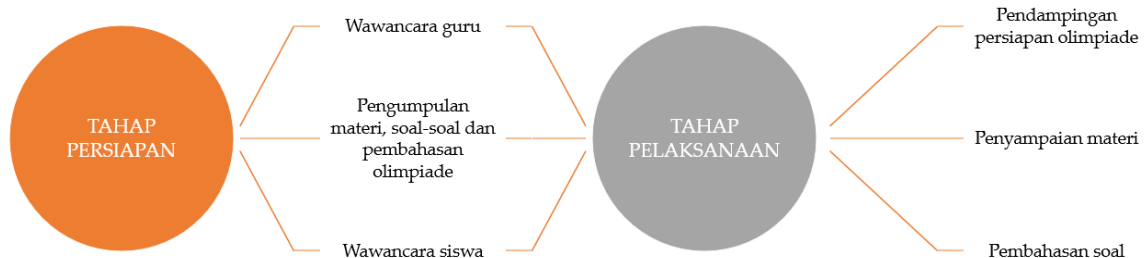 TAHAP
PERSIAPAN
Wawancara guru
Pengumpulan
materi, soal-soal dan
pembahasan
olimpiade
Wawancara siswa
TAHAP
PELAKSANAAN
Pendampingan
persiapan olimpiade
Penyampaian materi
Pembahasan soal